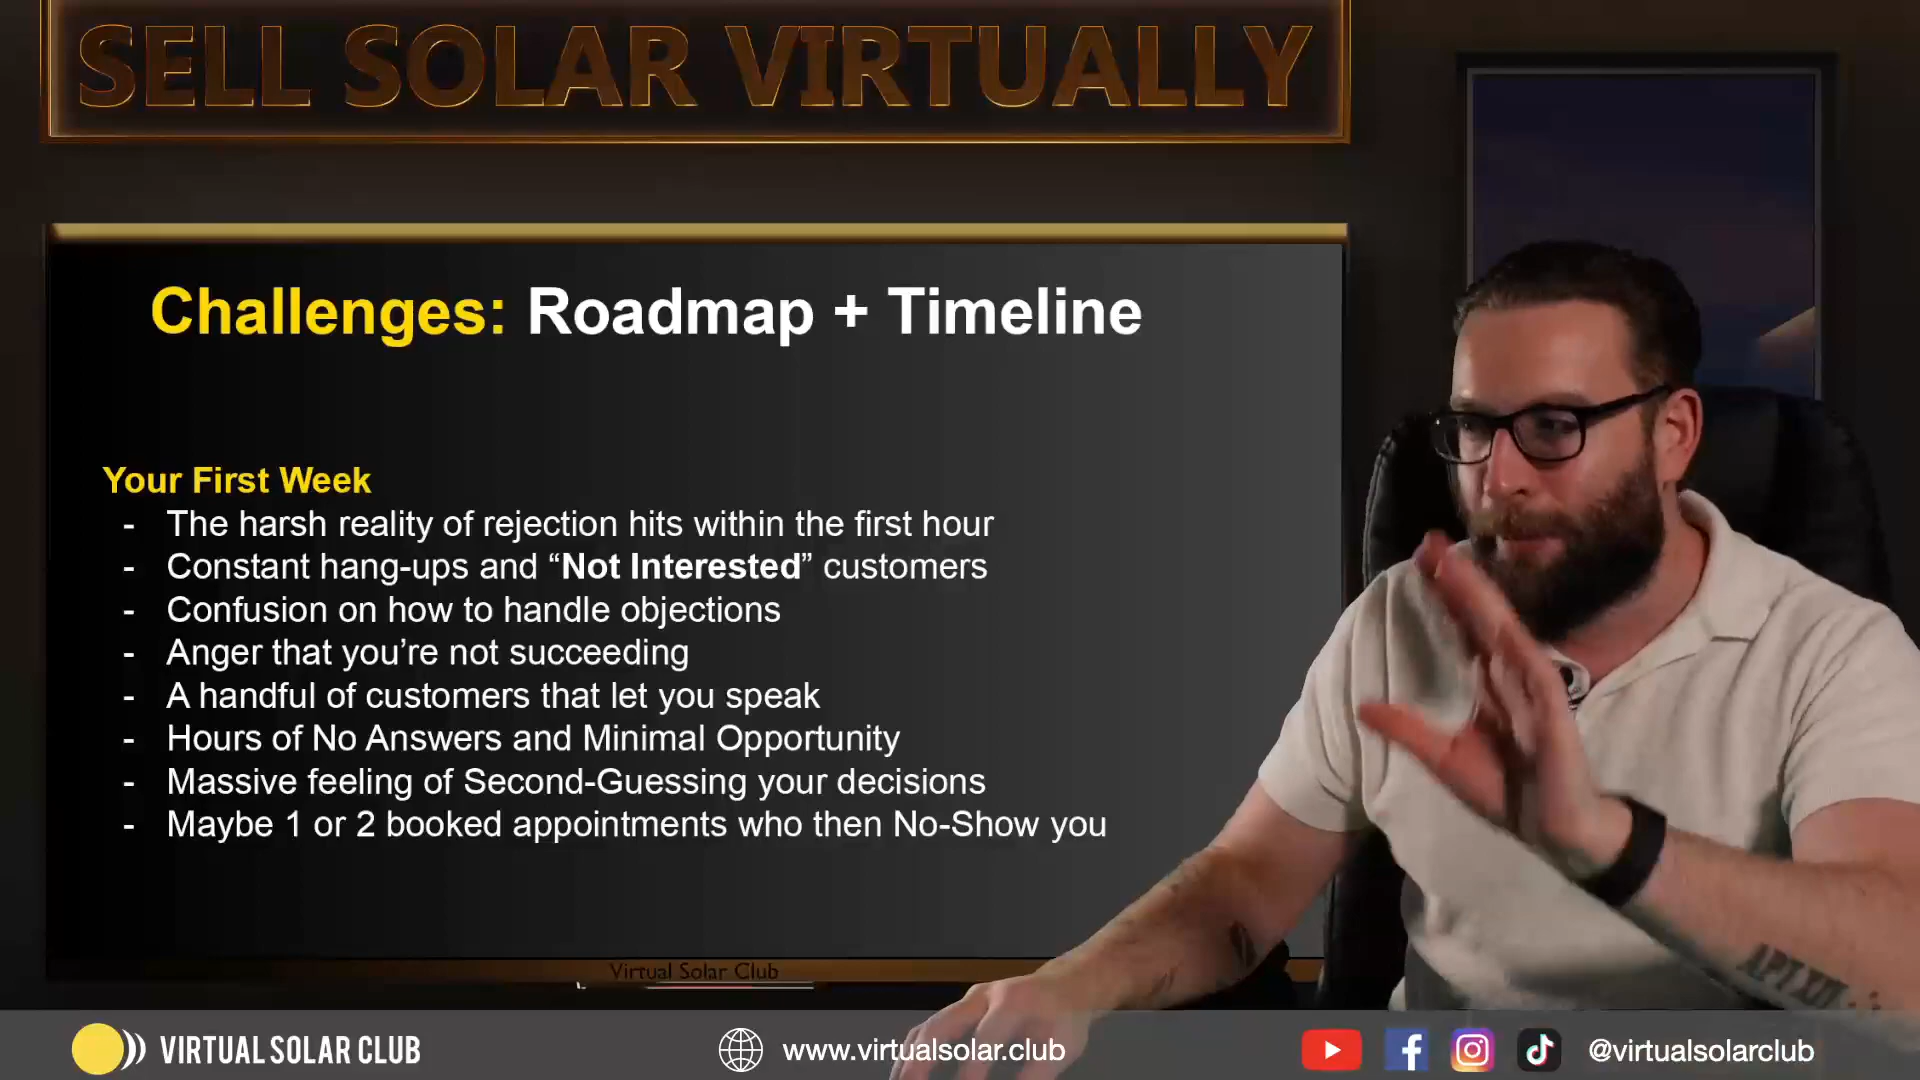 SELL SOLAR VIRTUALLY
Challenges: Roadmap + Timeline
Your First Week
- The harsh reality of rejection hits within the first hour
- Constant hang-ups and “Not Interested” customers
- Confusion on how to handle objections
- Anger that you’re not succeeding
- A handful of customers that let you speak
- Hours of No Answers and Minimal Opportunity
- Massive feeling of Second-Guessing your decisions
- Maybe 1 or 2 booked appointments who then No-Show you
Virtual Solar Club
VIRTUAL SOLAR CLUB
www.virtualsolar.club
@virtualsolarclub